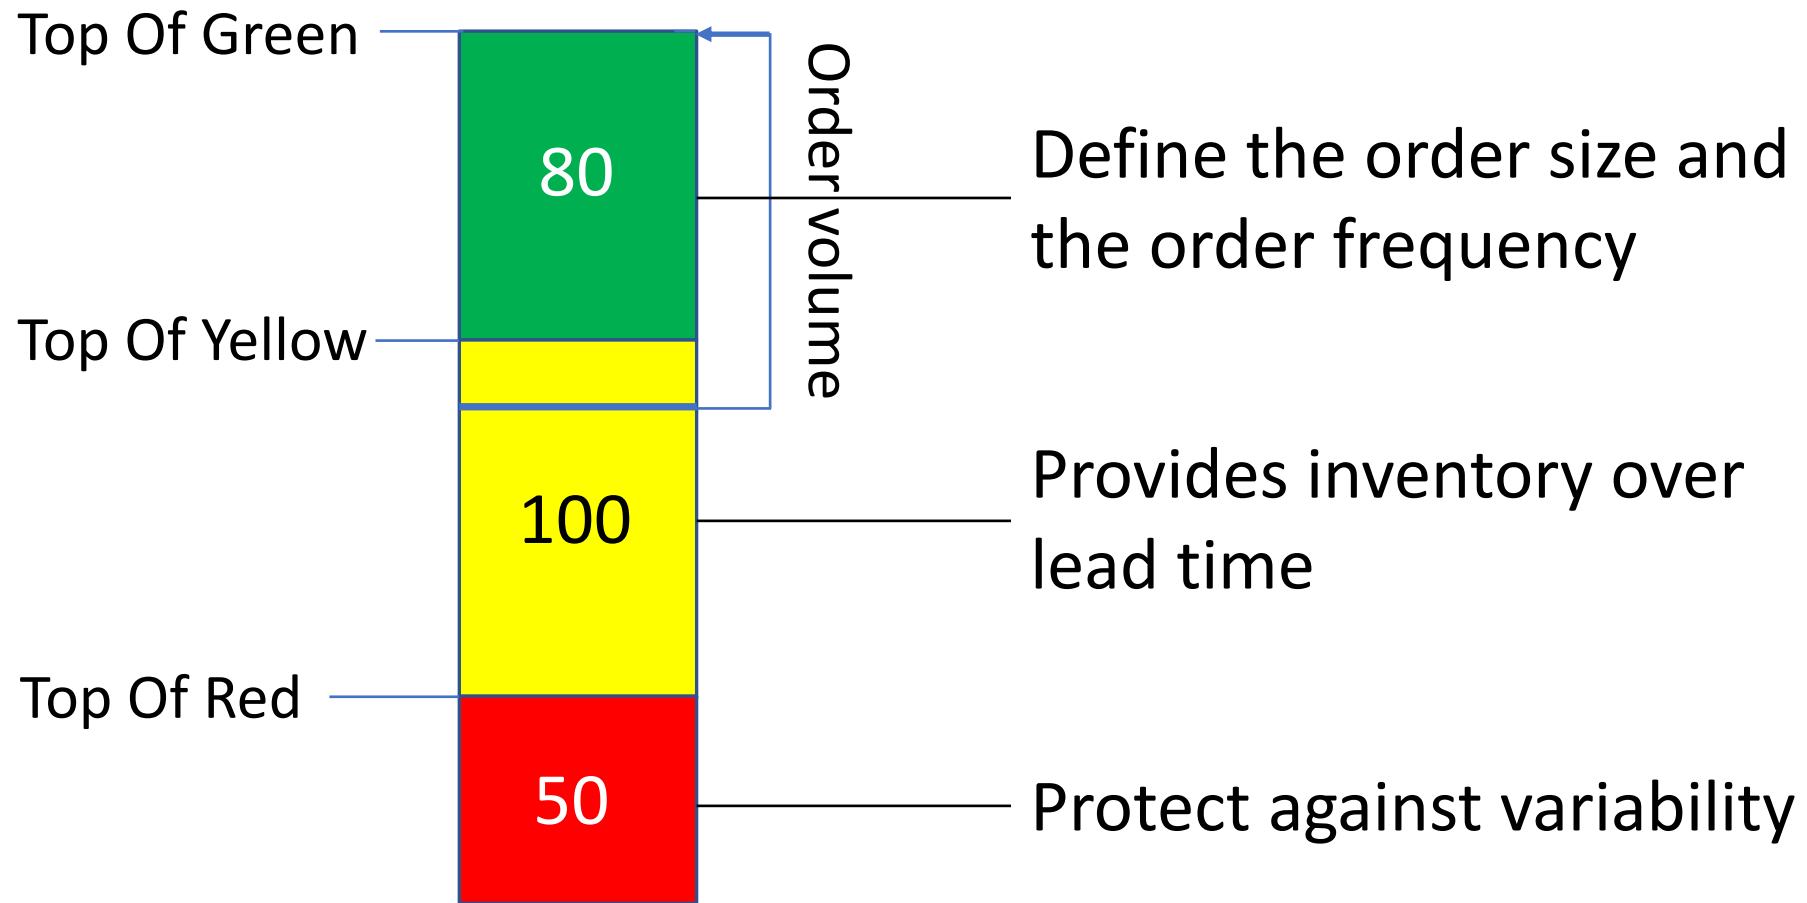 Top Of Green
80
Order volume
Define the order size and
the order frequency
Top Of Yellow
100
Provides inventory over
lead time
Top Of Red
50
Protect against variability